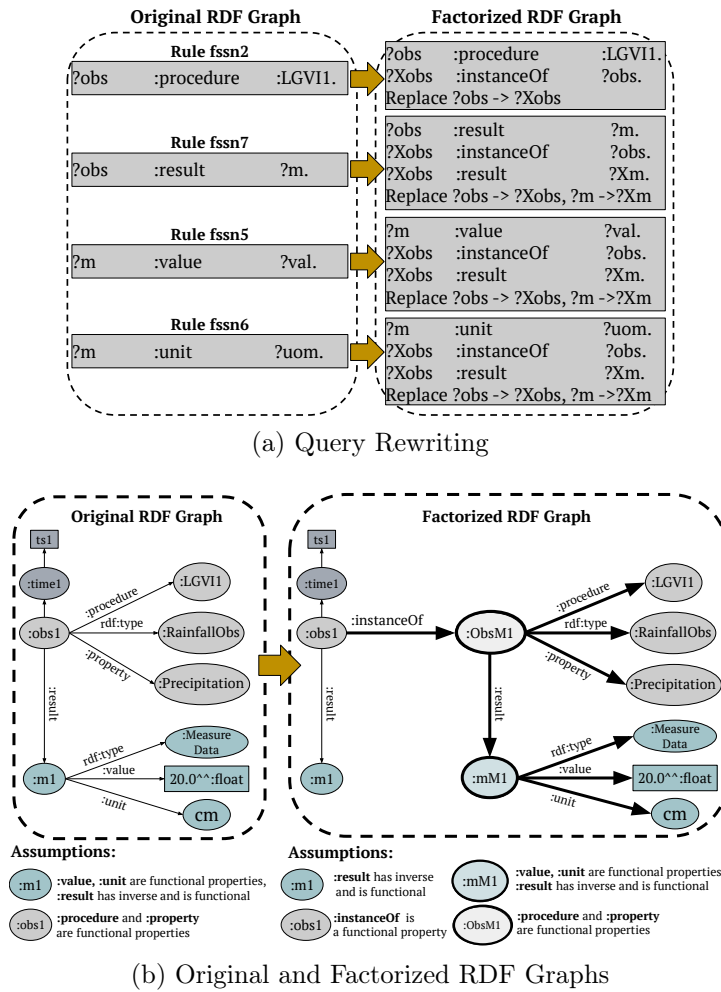 Original RDF Graph
Factorized RDF Graph
Rule fssn2
?obs :procedure :LGVI1.
?obs :procedure :LGVI1.
?Xobs :instanceOf ?obs.
Replace ?obs -> ?Xobs
Rule fssn7
?obs :result ?m.
?obs :result ?m.
?Xobs :instanceOf ?obs.
?Xobs :result ?Xm.
Replace ?obs -> ?Xobs, ?m ->?Xm
Rule fssn5
?m :value ?val.
?m :value ?val.
?Xobs :instanceOf ?obs.
?Xobs :result ?Xm.
Replace ?obs -> ?Xobs, ?m ->?Xm
Rule fssn6
?m :unit ?uom.
?m :unit ?uom.
?Xobs :instanceOf ?obs.
?Xobs :result ?Xm.
Replace ?obs -> ?Xobs, ?m ->?Xm
(a) Query Rewriting
Original RDF Graph
ts1
:time1
:obs1
:procedure
:LGVI1
rdf:type
:RainfallObs
:property
:Precipitation
:result
:m1
rdf:type
:Measure
Data
:value
20.0^^:float
:unit
cm
Factorized RDF Graph
ts1
:time1
:obs1
:instanceOf
:ObsM1
:procedure
:LGVI1
rdf:type
:RainfallObs
:property
:Precipitation
:result
:result
:m1
:mM1
rdf:type
:Measure
Data
:value
20.0^^:float
:unit
cm
Assumptions:
:m1
:value, :unit are functional properties,
:result has inverse and is functional
:obs1
:procedure and :property
are functional properties
Assumptions:
:m1
:result has inverse
and is functional
:mM1
:value, :unit are functional properties
:result has inverse and is functional
:obs1
:instanceOf is
a functional property
:ObsM1
:procedure and :property
are functional properties
(b) Original and Factorized RDF Graphs